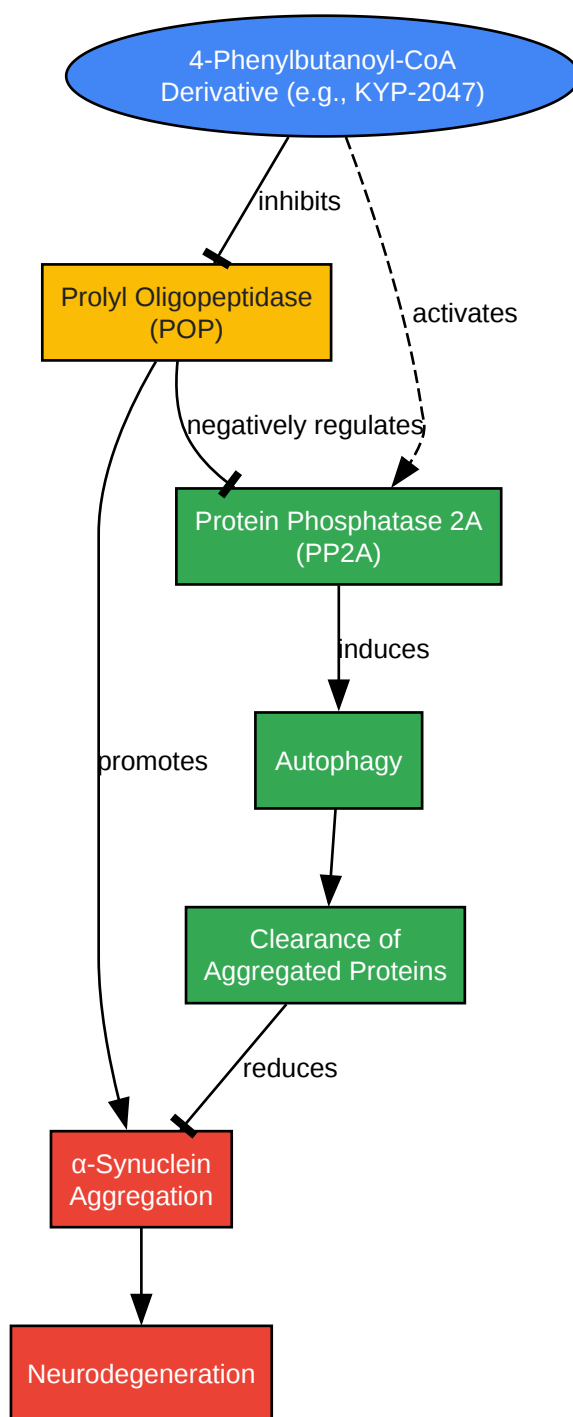 4-Phenylbutanoyl-CoA
Derivative (e.g., KYP-2047)
inhibits
Prolyl Oligopeptidase
(POP)
activates
negatively regulates
Protein Phosphatase 2A
(PP2A)
induces
Autophagy
promotes
Clearance of
Aggregated Proteins
reduces
α-Synuclein
Aggregation
Neurodegeneration